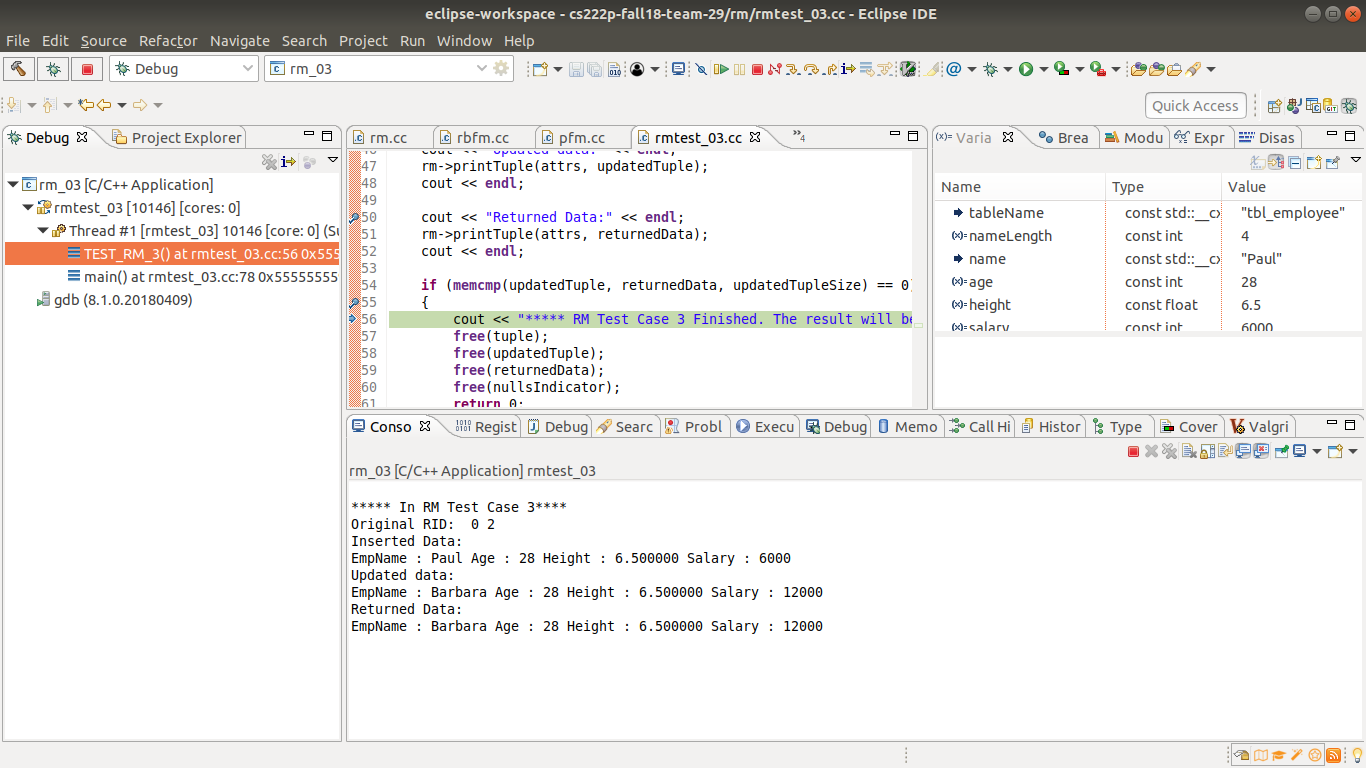 eclipse-workspace - cs222p-fall18-team-29/rm/rmtest_03.cc - Eclipse IDE
File Edit Source Refactor Navigate Search Project Run Window Help
Debug rm_03
Quick Access
Debug Project Explorer
rm_03 [C/C++ Application]
rmtest_03 [10146] [cores: 0]
Thread #1 [rmtest_03] 10146 [core: 0] (Su
TEST_RM_3() at rmtest_03.cc:56 0x555
main() at rmtest_03.cc:78 0x55555555
gdb (8.1.0.20180409)
rm.cc rbfm.cc pfm.cc rmtest_03.cc »4
46 cout << "Updated data:" << endl;
47 rm->printTuple(attrs, updatedTuple);
48 cout << endl;
49
50 cout << "Returned Data:" << endl;
51 rm->printTuple(attrs, returnedData);
52 cout << endl;
53
54 if (memcmp(updatedTuple, returnedData, updatedTupleSize) == 0)
55 {
56 cout << "***** RM Test Case 3 Finished. The result will be
57 free(tuple);
58 free(updatedTuple);
59 free(returnedData);
60 free(nullsIndicator);
61 return 0;
(x)= Varia Brea Modu Expr Disas
Name Type Value
tableName const std::__cx "tbl_employee"
(x)= nameLength const int 4
name const std::__cx "Paul"
(x)= age const int 28
(x)= height const float 6.5
(x)= salary const int 6000
Conso Regist Debug Searc Probl Execu Debug Memo Call Hi Histor Type Cover Valgri
rm_03 [C/C++ Application] rmtest_03
***** In RM Test Case 3****
Original RID:  0 2
Inserted Data:
EmpName : Paul Age : 28 Height : 6.500000 Salary : 6000
Updated data:
EmpName : Barbara Age : 28 Height : 6.500000 Salary : 12000
Returned Data:
EmpName : Barbara Age : 28 Height : 6.500000 Salary : 12000